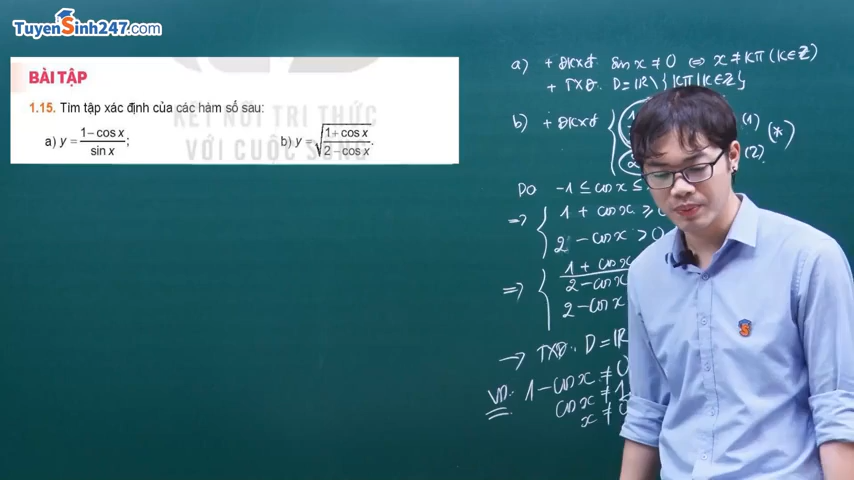 TuyenSinh247.com
BÀI TẬP
1.15. Tìm tập xác định của các hàm số sau:
a) y = (1 − cos x)/(sin x);
b) y = √((1 + cos x)/(2 − cos x)).
KẾT NỐI TRI THỨC
VỚI CUỘC SỐNG
a) + ĐKXĐ: sin x ≠ 0 ⇔ x ≠ kπ (k∈Z)
+ TXĐ: D = ℝ\{kπ|k∈Z}
b) + ĐKXĐ {
(1)
(2)
(*)
Do -1 ≤ cos x ≤
=> { 1 + cos x ≥ 0
2 - cos x > 0
=> { (1 + cos x)/(2 - cos x)
2 - cos x
→ TXĐ: D = ℝ
VD: 1 - cos x ≠ 0
cos x ≠ 1
x ≠ 0